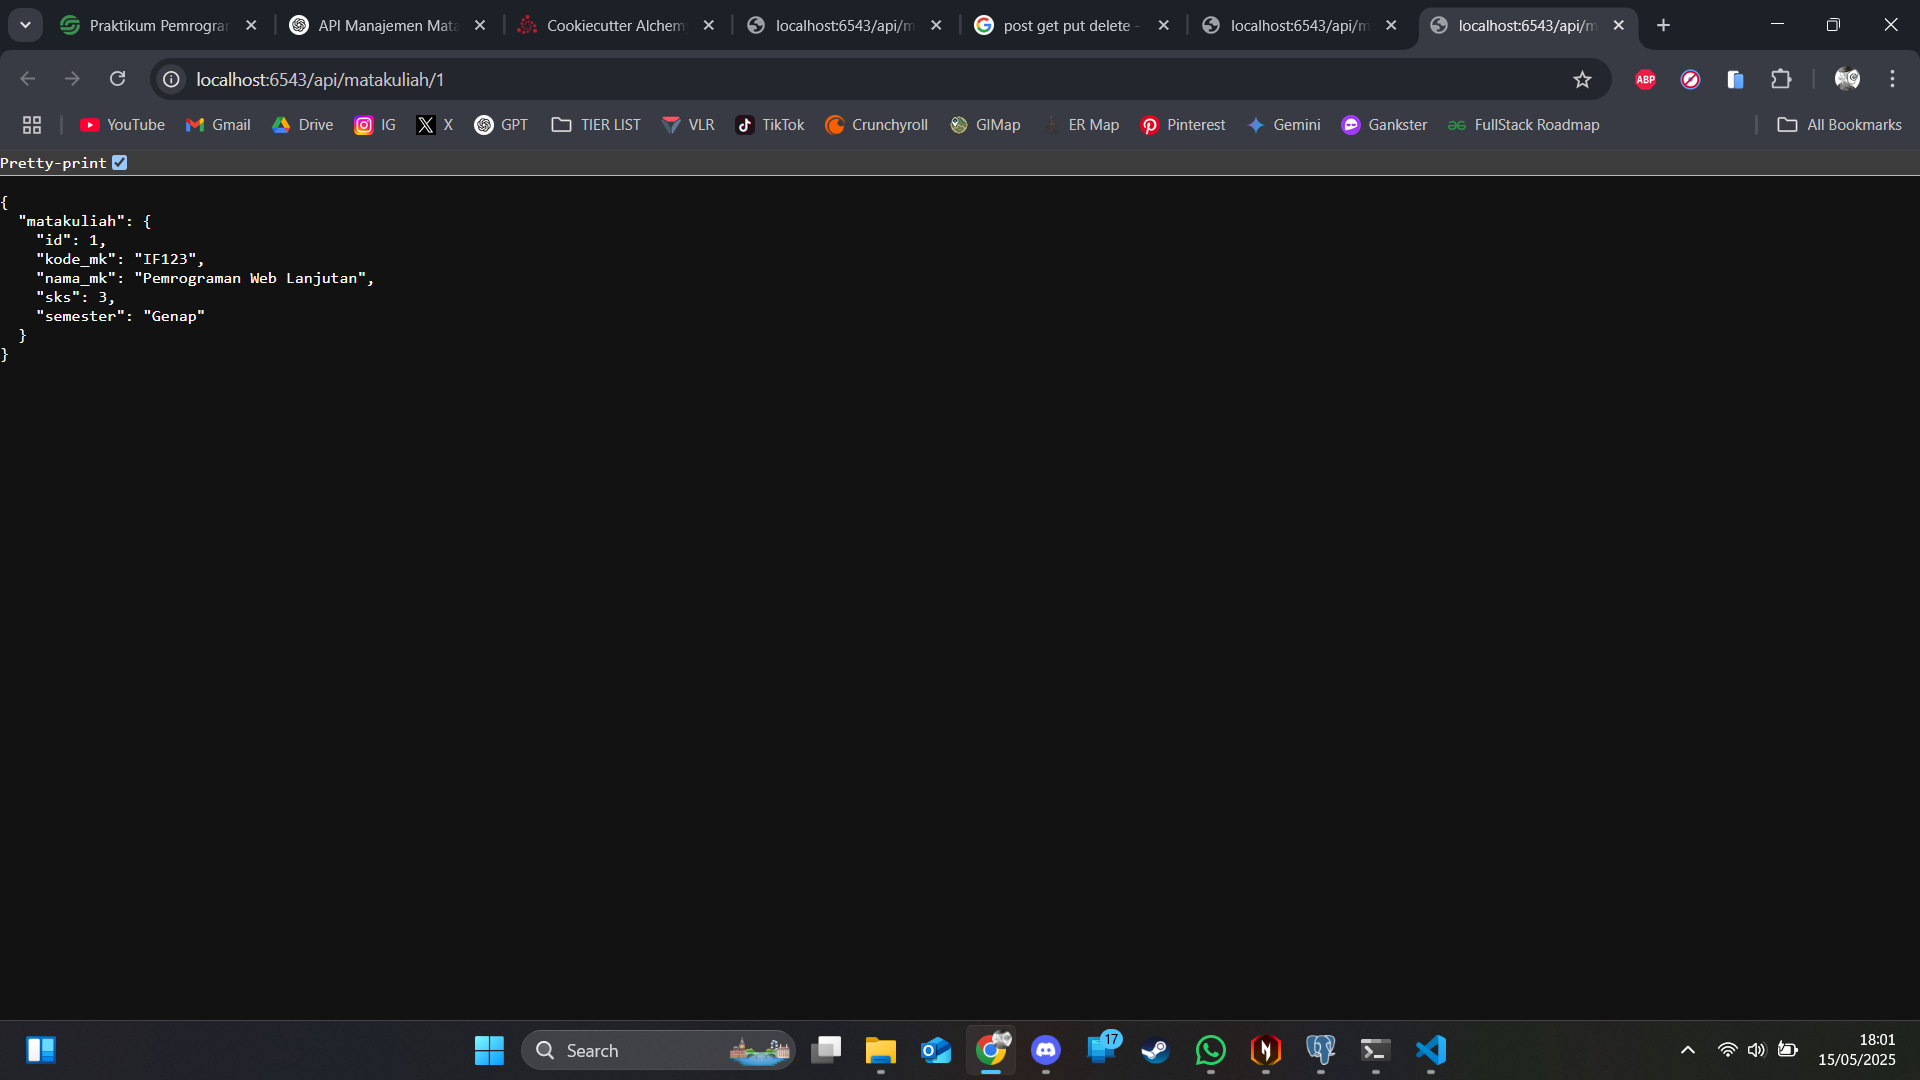 Praktikum Pemrogra
API Manajemen Mata
Cookiecutter Alchem
localhost:6543/api/m
post get put delete -
localhost:6543/api/m
localhost:6543/api/m
localhost:6543/api/matakuliah/1
ABP
YouTube
Gmail
Drive
IG
X
GPT
TIER LIST
VLR
TikTok
Crunchyroll
GIMap
ER Map
Pinterest
Gemini
Gankster
FullStack Roadmap
All Bookmarks
Pretty-print
{
"matakuliah": {
"id": 1,
"kode_mk": "IF123",
"nama_mk": "Pemrograman Web Lanjutan",
"sks": 3,
"semester": "Genap"
}
}
Search
17
18:01
15/05/2025